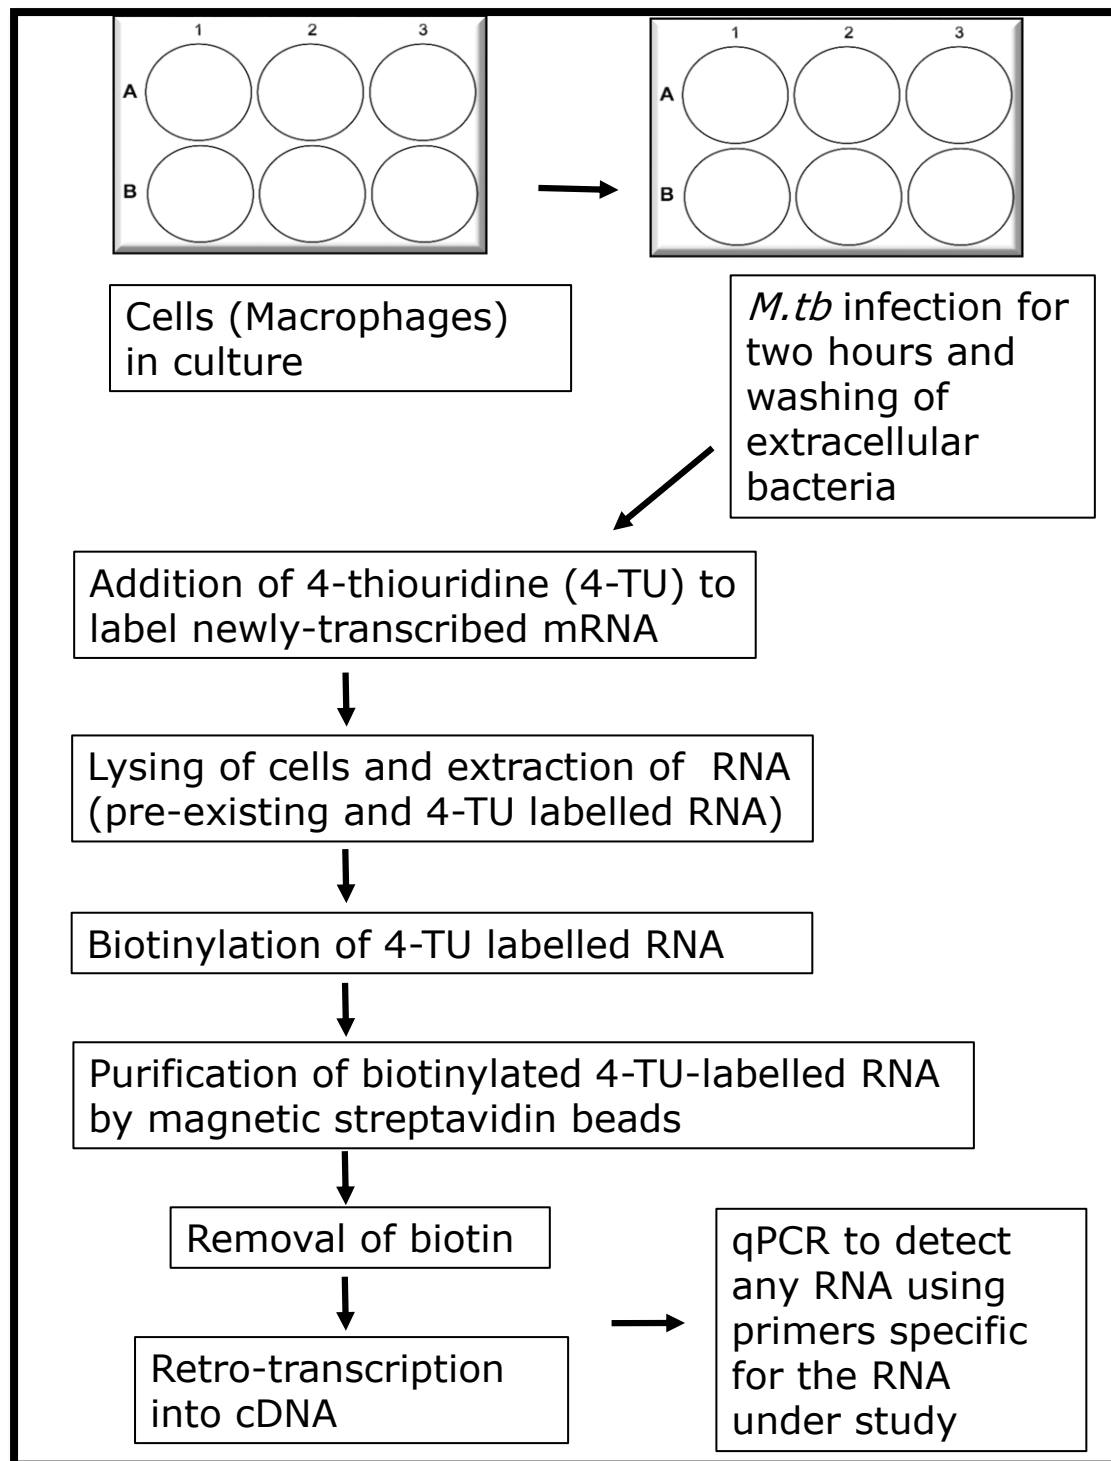 1 2 3
A
B
1 2 3
A
B
Cells (Macrophages)
in culture
M.tb infection for
two hours and
washing of
extracellular
bacteria
Addition of 4-thiouridine (4-TU) to
label newly-transcribed mRNA
Lysing of cells and extraction of RNA
(pre-existing and 4-TU labelled RNA)
Biotinylation of 4-TU labelled RNA
Purification of biotinylated 4-TU-labelled RNA
by magnetic streptavidin beads
Removal of biotin
Retro-transcription
into cDNA
qPCR to detect
any RNA using
primers specific
for the RNA
under study